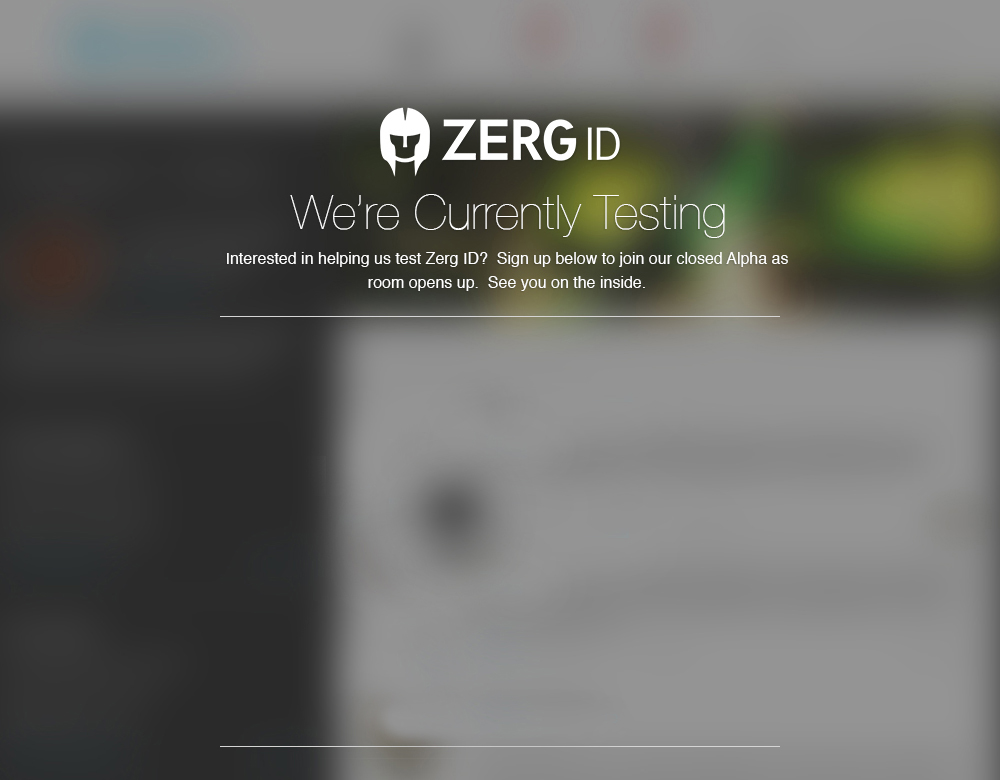 ZERG ID
We're Currently Testing
Interested in helping us test Zerg ID?  Sign up below to join our closed Alpha as
room opens up.  See you on the inside.